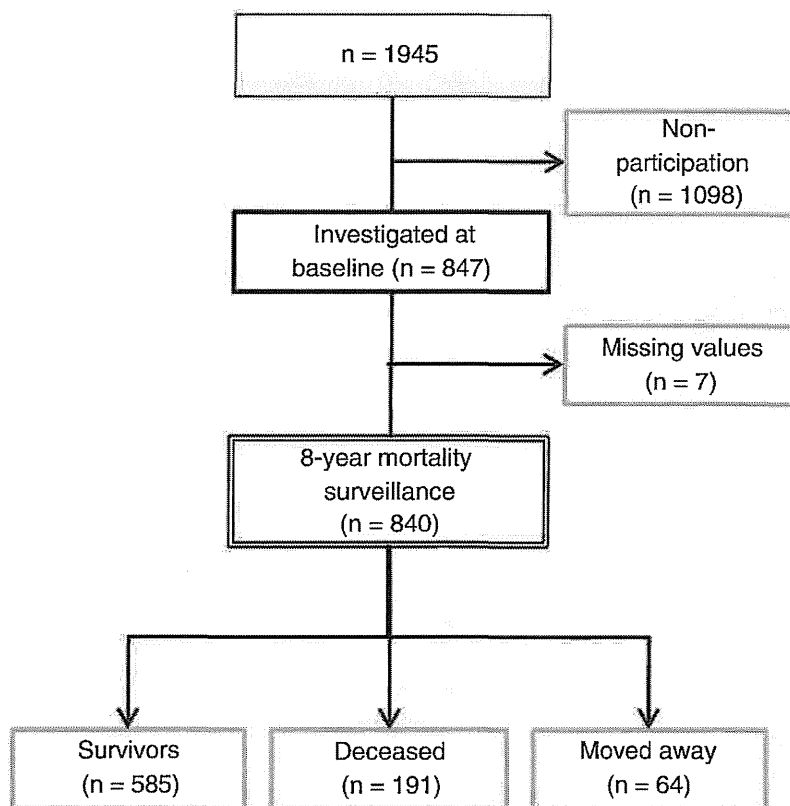 n = 1945
Non-
participation
(n = 1098)
Investigated at
baseline (n = 847)
Missing values
(n = 7)
8-year mortality
surveillance
(n = 840)
Survivors
(n = 585)
Deceased
(n = 191)
Moved away
(n = 64)